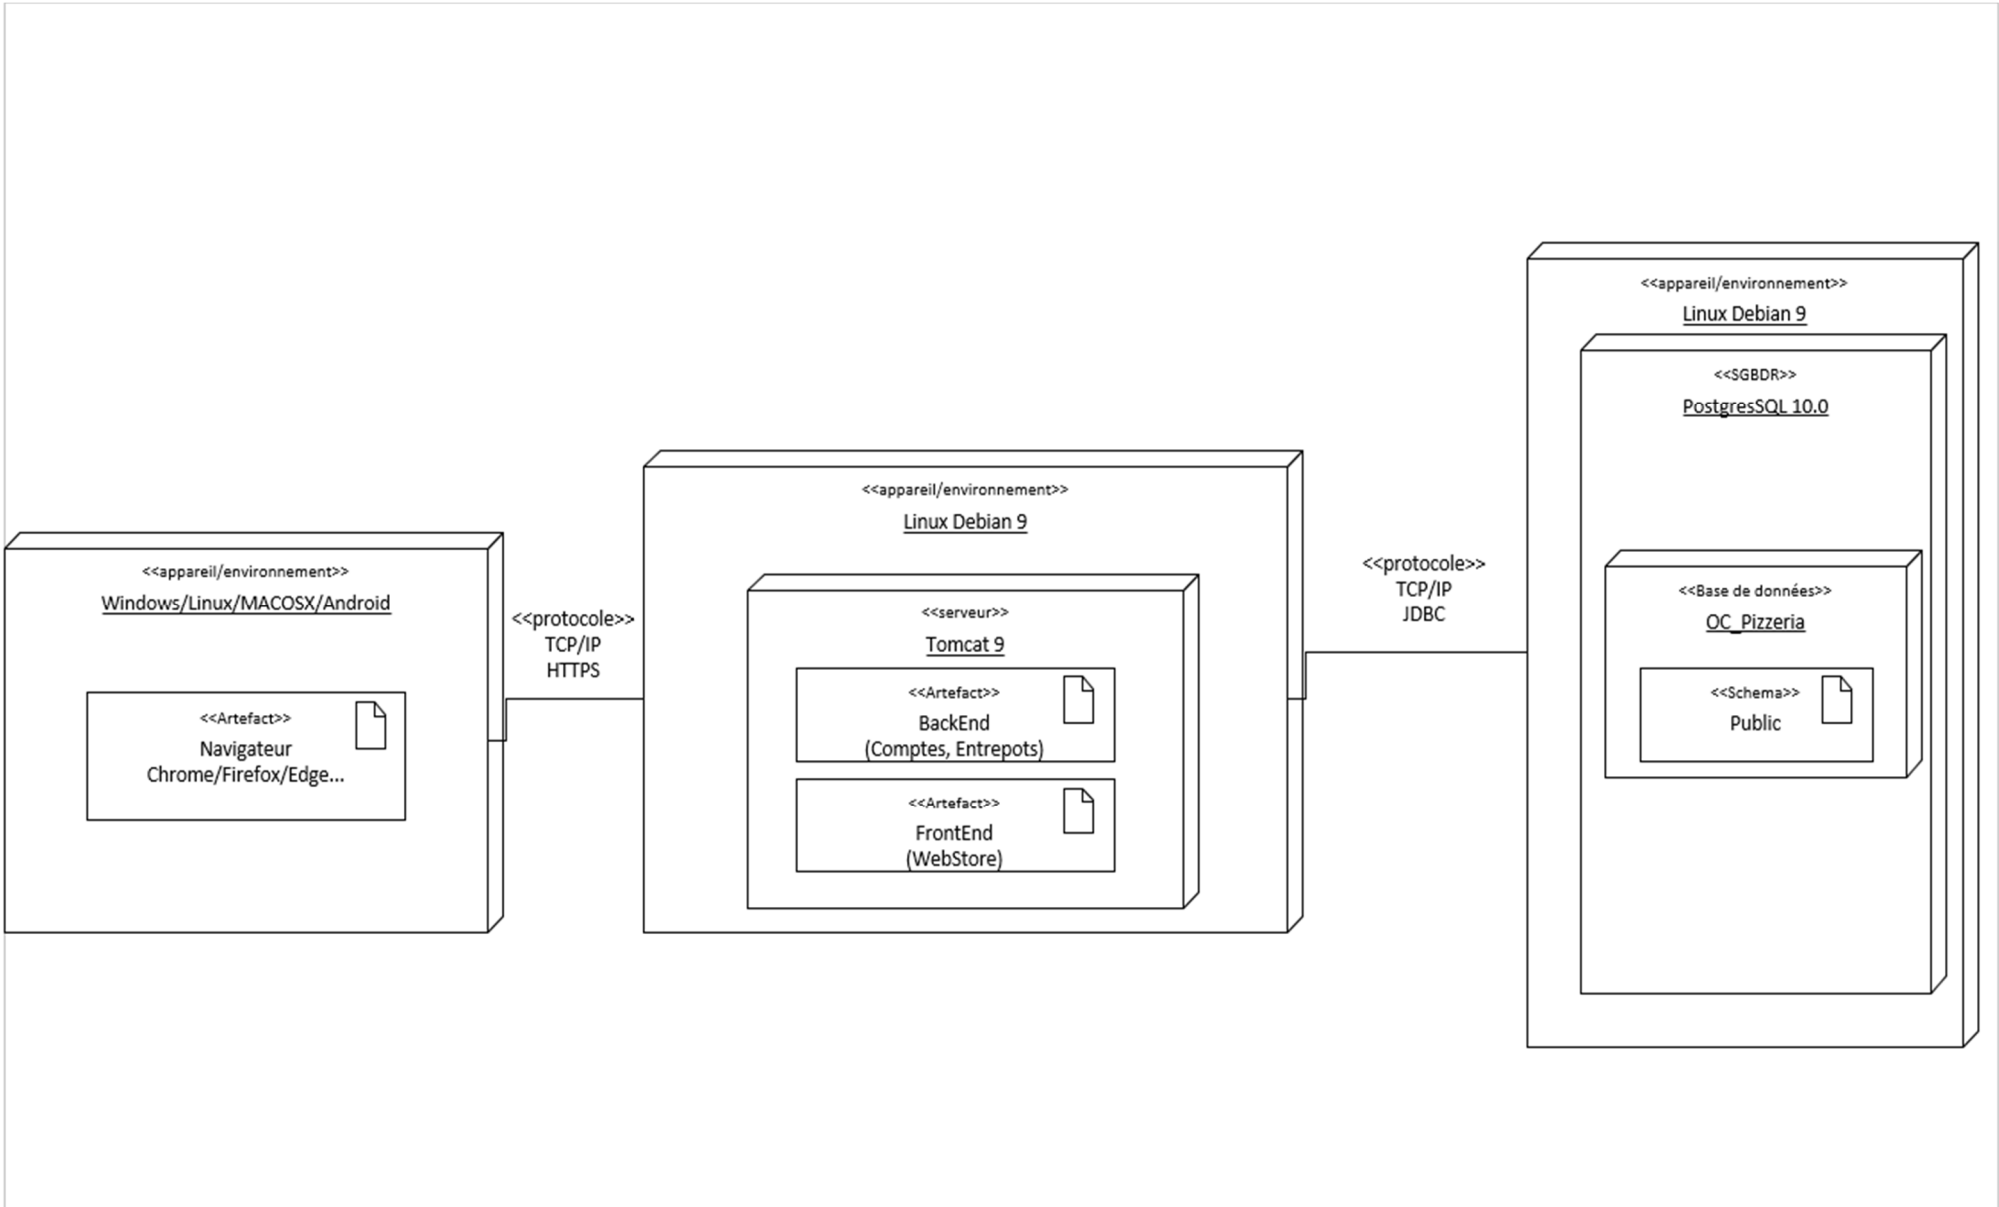 <<appareil/environnement>>
Windows/Linux/MACOSX/Android
<<Artefact>>
Navigateur
Chrome/Firefox/Edge...
<<protocole>>
TCP/IP
HTTPS
<<appareil/environnement>>
Linux Debian 9
<<serveur>>
Tomcat 9
<<Artefact>>
BackEnd
(Comptes, Entrepots)
<<Artefact>>
FrontEnd
(WebStore)
<<protocole>>
TCP/IP
JDBC
<<appareil/environnement>>
Linux Debian 9
<<SGBDR>>
PostgresSQL 10.0
<<Base de données>>
OC_Pizzeria
<<Schema>>
Public